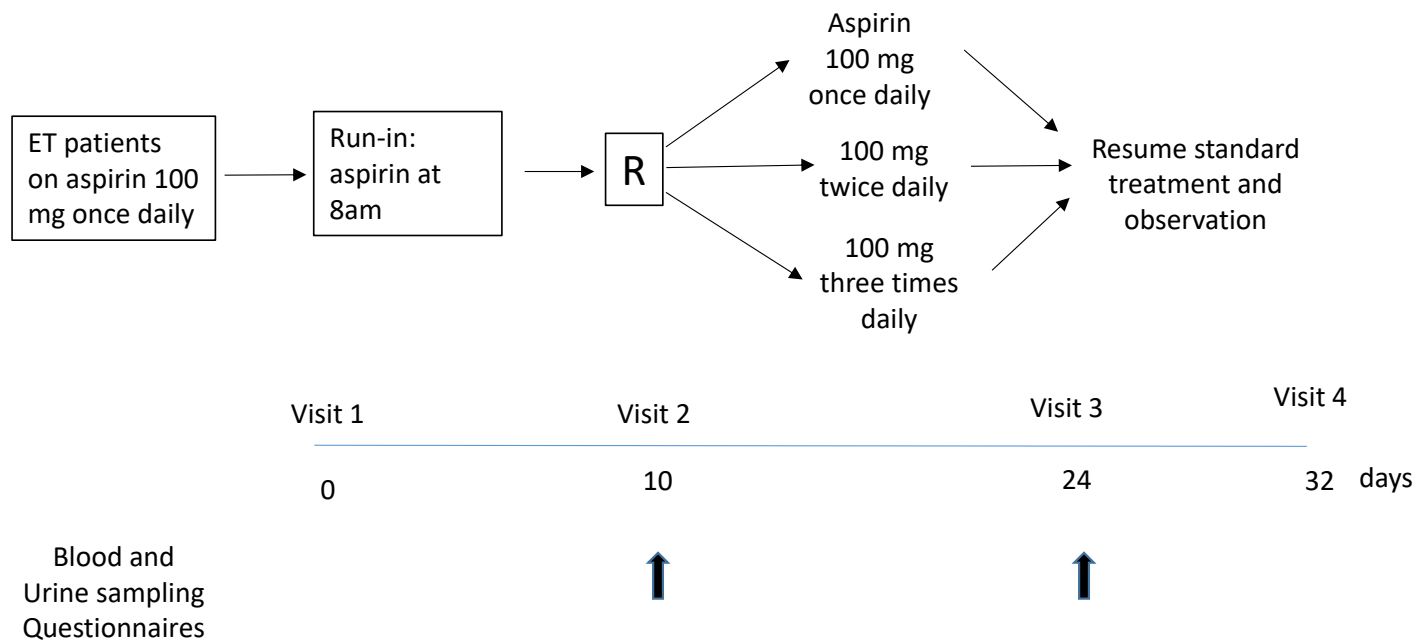 ET patients
on aspirin 100
mg once daily
Run-in:
aspirin at
8am
R
Aspirin
100 mg
once daily
100 mg
twice daily
100 mg
three times
daily
Resume standard
treatment and
observation
Visit 1
Visit 2
Visit 3
Visit 4
0
10
24
32 days
Blood and
Urine sampling
Questionnaires